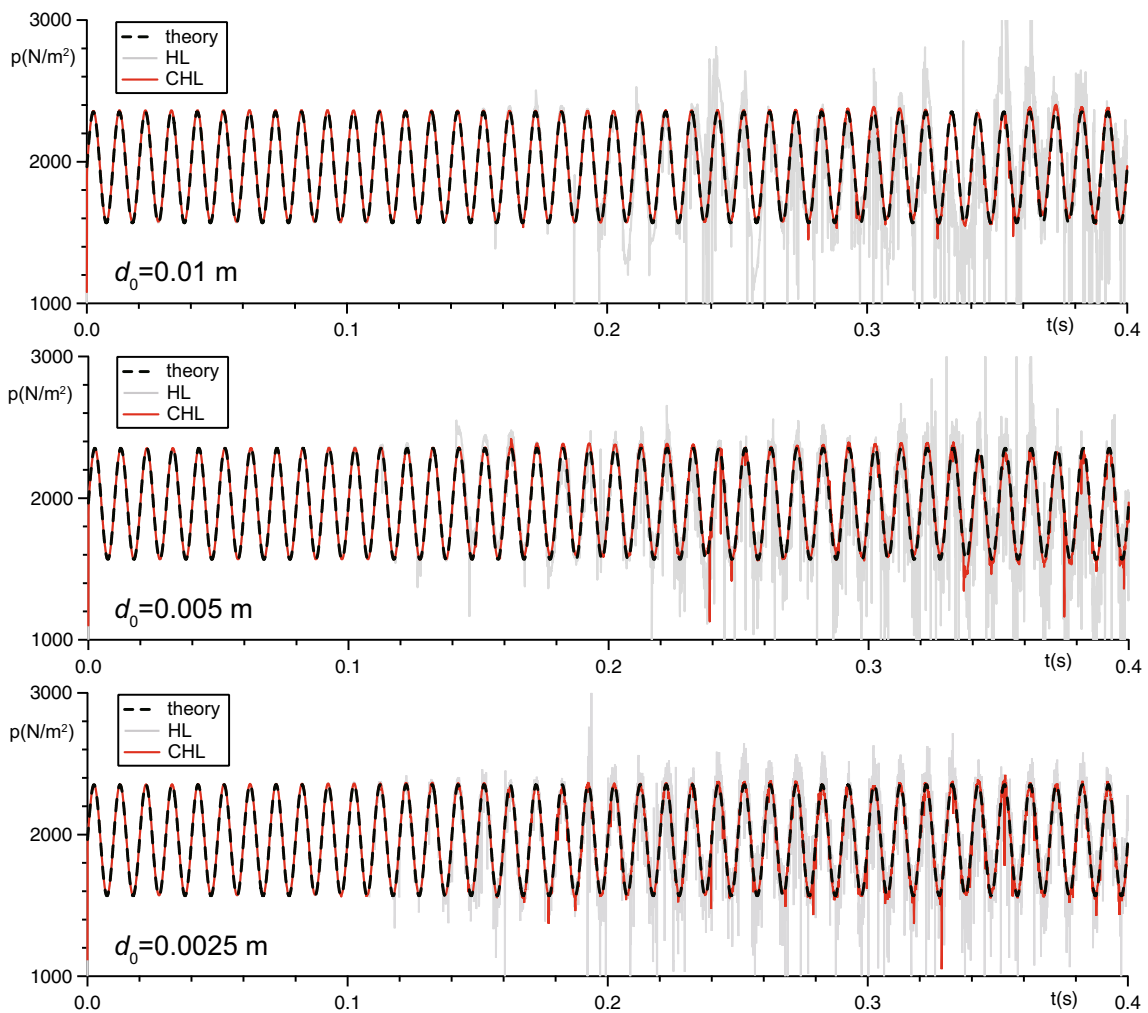 3000
p(N/m²)
theory
HL
CHL
2000
d₀=0.01 m
1000
0.0 0.1 0.2 0.3 t(s) 0.4
3000
p(N/m²)
theory
HL
CHL
2000
d₀=0.005 m
1000
0.0 0.1 0.2 0.3 t(s) 0.4
3000
p(N/m²)
theory
HL
CHL
2000
d₀=0.0025 m
1000
0.0 0.1 0.2 0.3 t(s) 0.4